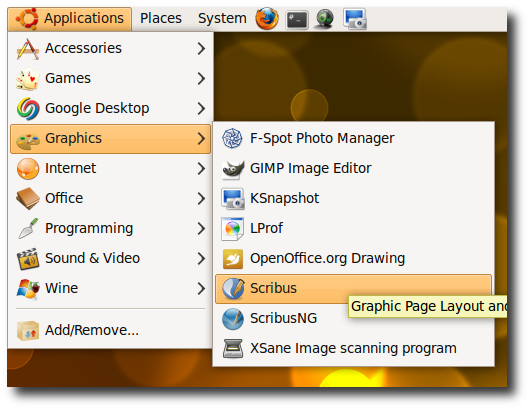 Applications Places System
Accessories
Games
Google Desktop
Graphics
Internet
Office
Programming
Sound & Video
Wine
Add/Remove...
F-Spot Photo Manager
GIMP Image Editor
KSnapshot
LProf
OpenOffice.org Drawing
Scribus
Graphic Page Layout and
ScribusNG
XSane Image scanning program